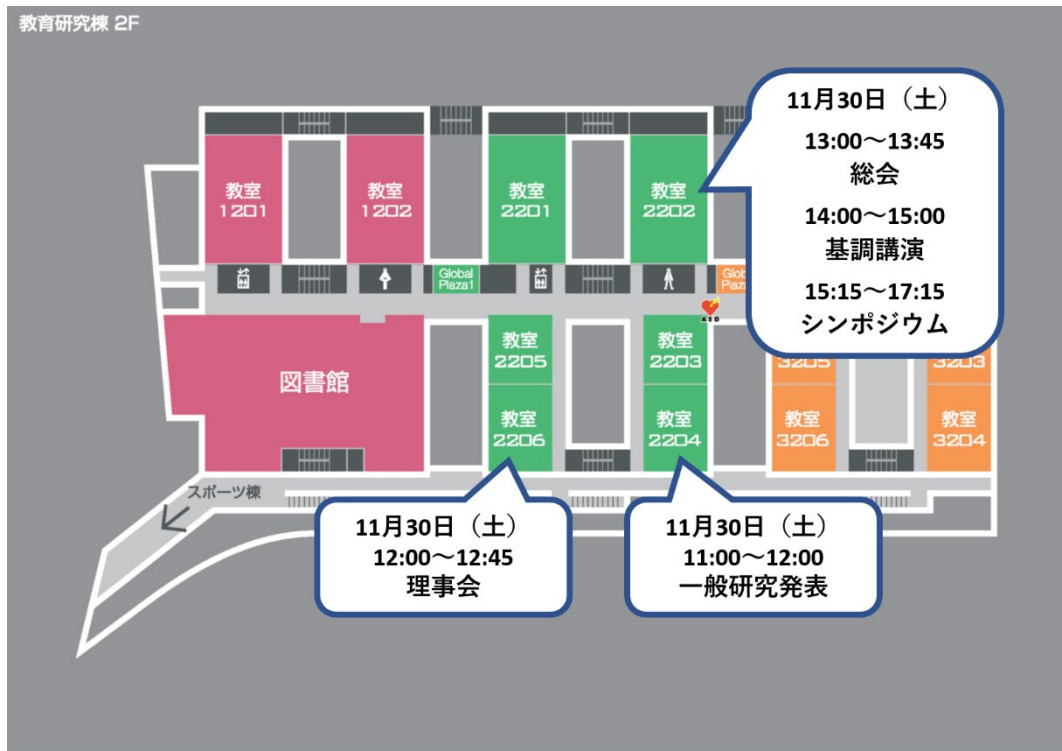 教育研究棟 2F
11月30日（土）
13:00～13:45
総会
14:00～15:00
基調講演
15:15～17:15
シンポジウム
教室
1201
教室
1202
教室
2201
教室
2202
Global
Plaza1
AED
図書館
教室
2205
教室
2203
3205
3203
教室
2206
教室
2204
教室
3206
教室
3204
スポーツ棟
11月30日（土）
12:00～12:45
理事会
11月30日（土）
11:00～12:00
一般研究発表